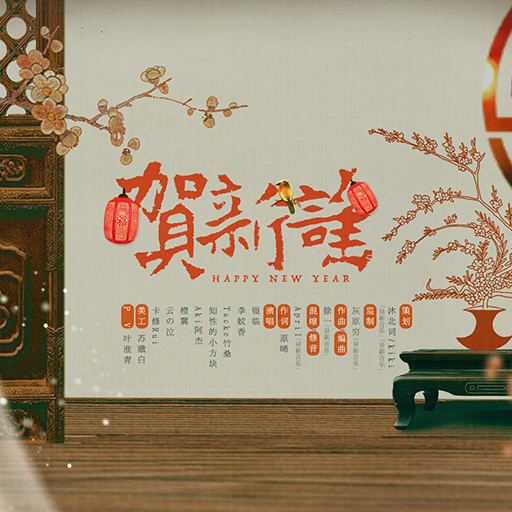 賀新謠
HAPPY NEW YEAR
策划
沐北词/kiki
监制
灰原穷
作曲 编曲
徐一
混缩 修音
April
作词 原晞
演唱
银临
李蚊香
Tacke竹桑
知性的小方块
Aki阿杰
橙翼
云の泣
卡修Rui
美工 苏澈白
PV 叶淮青